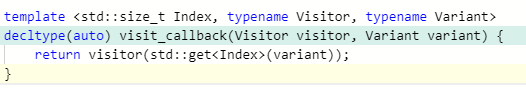 template <std::size_t Index, typename Visitor, typename Variant>
decltype(auto) visit_callback(Visitor visitor, Variant variant) {
    return visitor(std::get<Index>(variant));
}